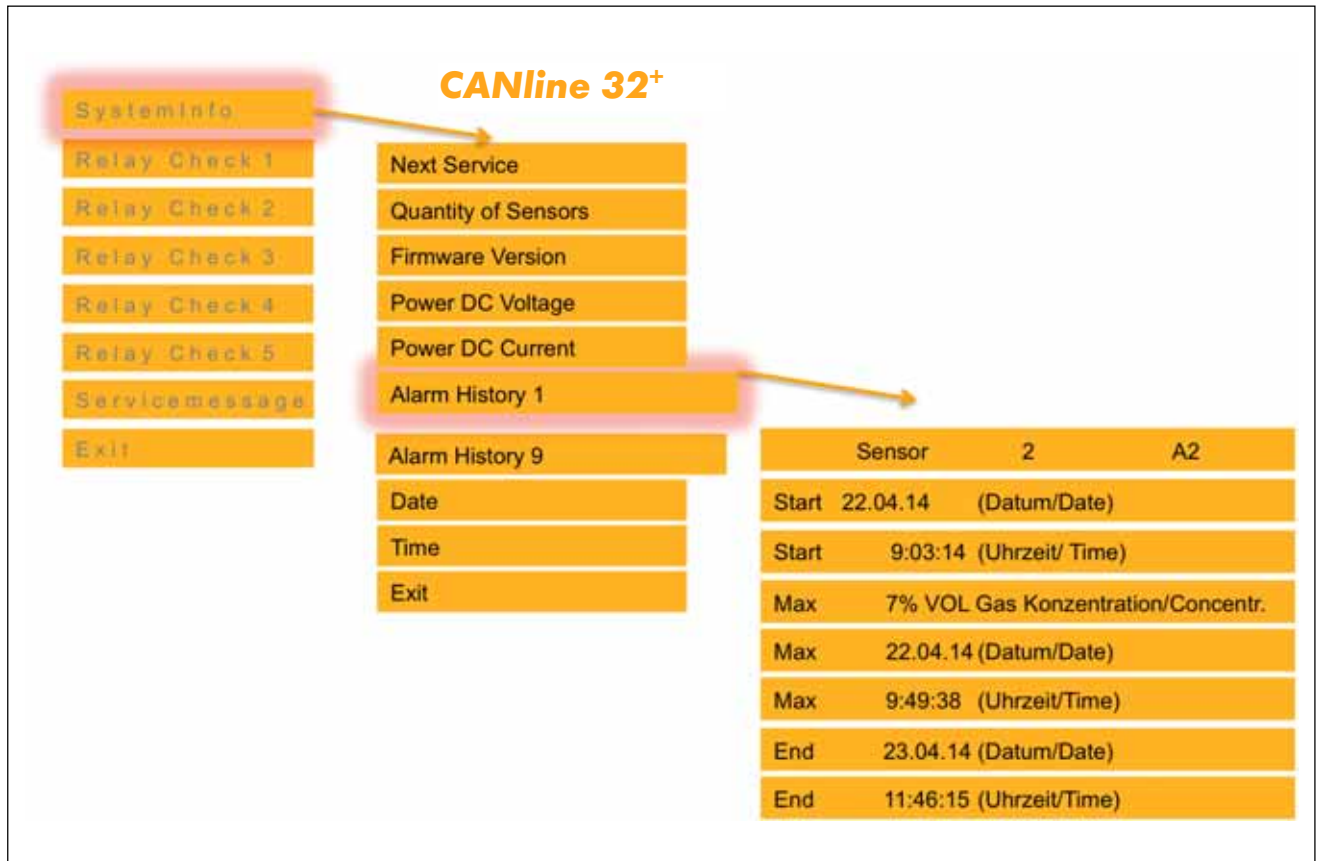 CANline 32+
SystemInfo
Relay Check 1
Relay Check 2
Relay Check 3
Relay Check 4
Relay Check 5
Servicemessage
Exit
Next Service
Quantity of Sensors
Firmware Version
Power DC Voltage
Power DC Current
Alarm History 1
Alarm History 9
Date
Time
Exit
Sensor 2 A2
Start 22.04.14 (Datum/Date)
Start 9:03:14 (Uhrzeit/ Time)
Max 7% VOL Gas Konzentration/Concentr.
Max 22.04.14 (Datum/Date)
Max 9:49:38 (Uhrzeit/Time)
End 23.04.14 (Datum/Date)
End 11:46:15 (Uhrzeit/Time)